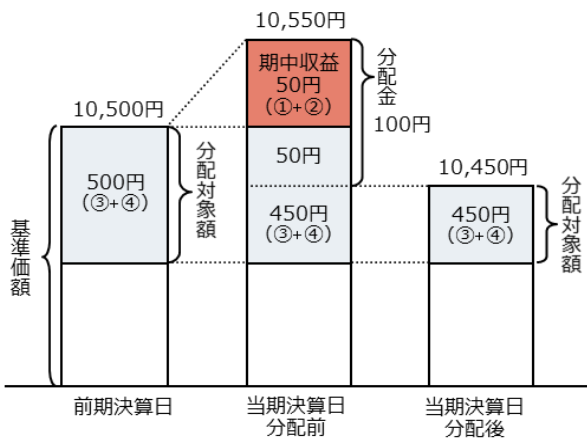 10,550円
期中収益
50円
(①+②)
分配金
100円
10,500円
50円
10,450円
500円
(③+④)
分配対象額
450円
(③+④)
450円
(③+④)
分配対象額
基準価額
前期決算日
当期決算日
分配前
当期決算日
分配後